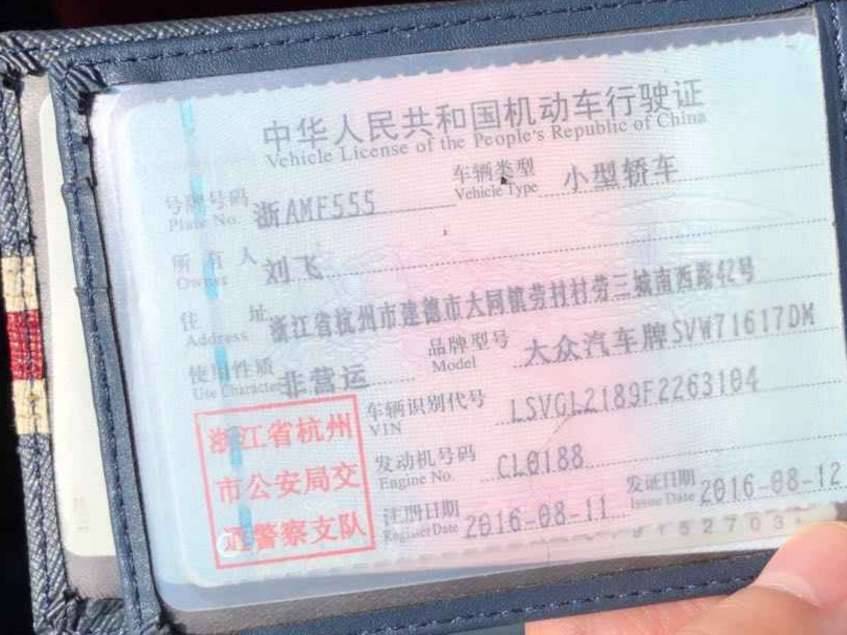 中华人民共和国机动车行驶证
Vehicle License of the People's Republic of China
号牌号码 Plate No. 浙AMF555 车辆类型 Vehicle Type 小型轿车
所有人 Owner 刘飞
住址 Address 浙江省杭州市建德市大同镇劳村村劳三城南西路42号
使用性质 Use Character 非营运 品牌型号 Model 大众汽车牌SVW71617DM
车辆识别代号 VIN LSVGL2189F2263104
发动机号码 Engine No. CL0188
注册日期 Register Date 2016-08-11 发证日期 Issue Date 2016-08-12
浙江省杭州
市公安局交
通警察支队